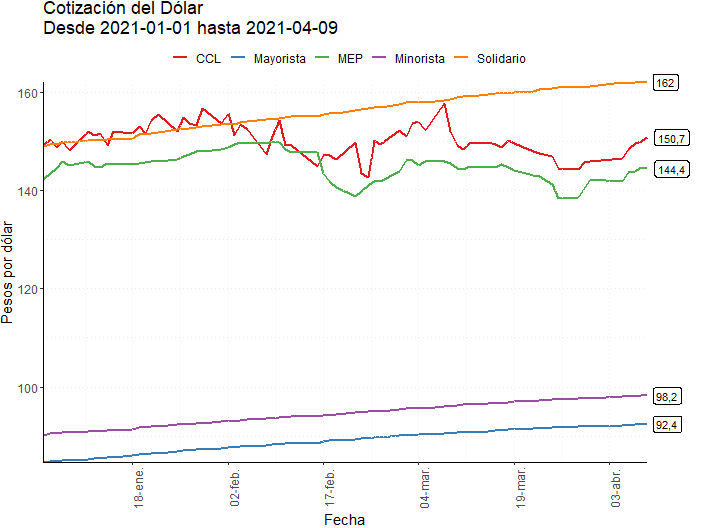 Cotización del Dólar
Desde 2021-01-01 hasta 2021-04-09
CCL Mayorista MEP Minorista Solidario
Pesos por dólar
160
140
120
100
162
150,7
144,4
98,2
92,4
18-ene.
02-feb.
17-feb.
04-mar.
19-mar.
03-abr.
Fecha